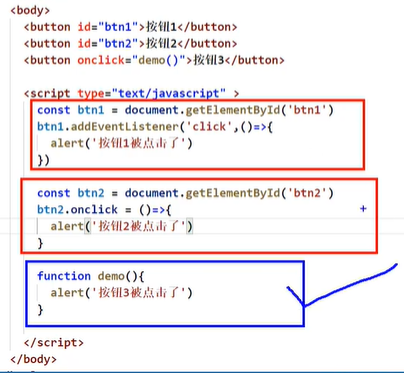 <body>
<button id="btn1">按钮1</button>
<button id="btn2">按钮2</button>
<button onclick="demo()">按钮3</button>
<script type="text/javascript" >
const btn1 = document.getElementById('btn1')
btn1.addEventListener('click',()=>{
alert('按钮1被点击了')
})
const btn2 = document.getElementById('btn2')
btn2.onclick = ()=>{
alert('按钮2被点击了')
}
function demo(){
alert('按钮3被点击了')
}
</script>
</body>